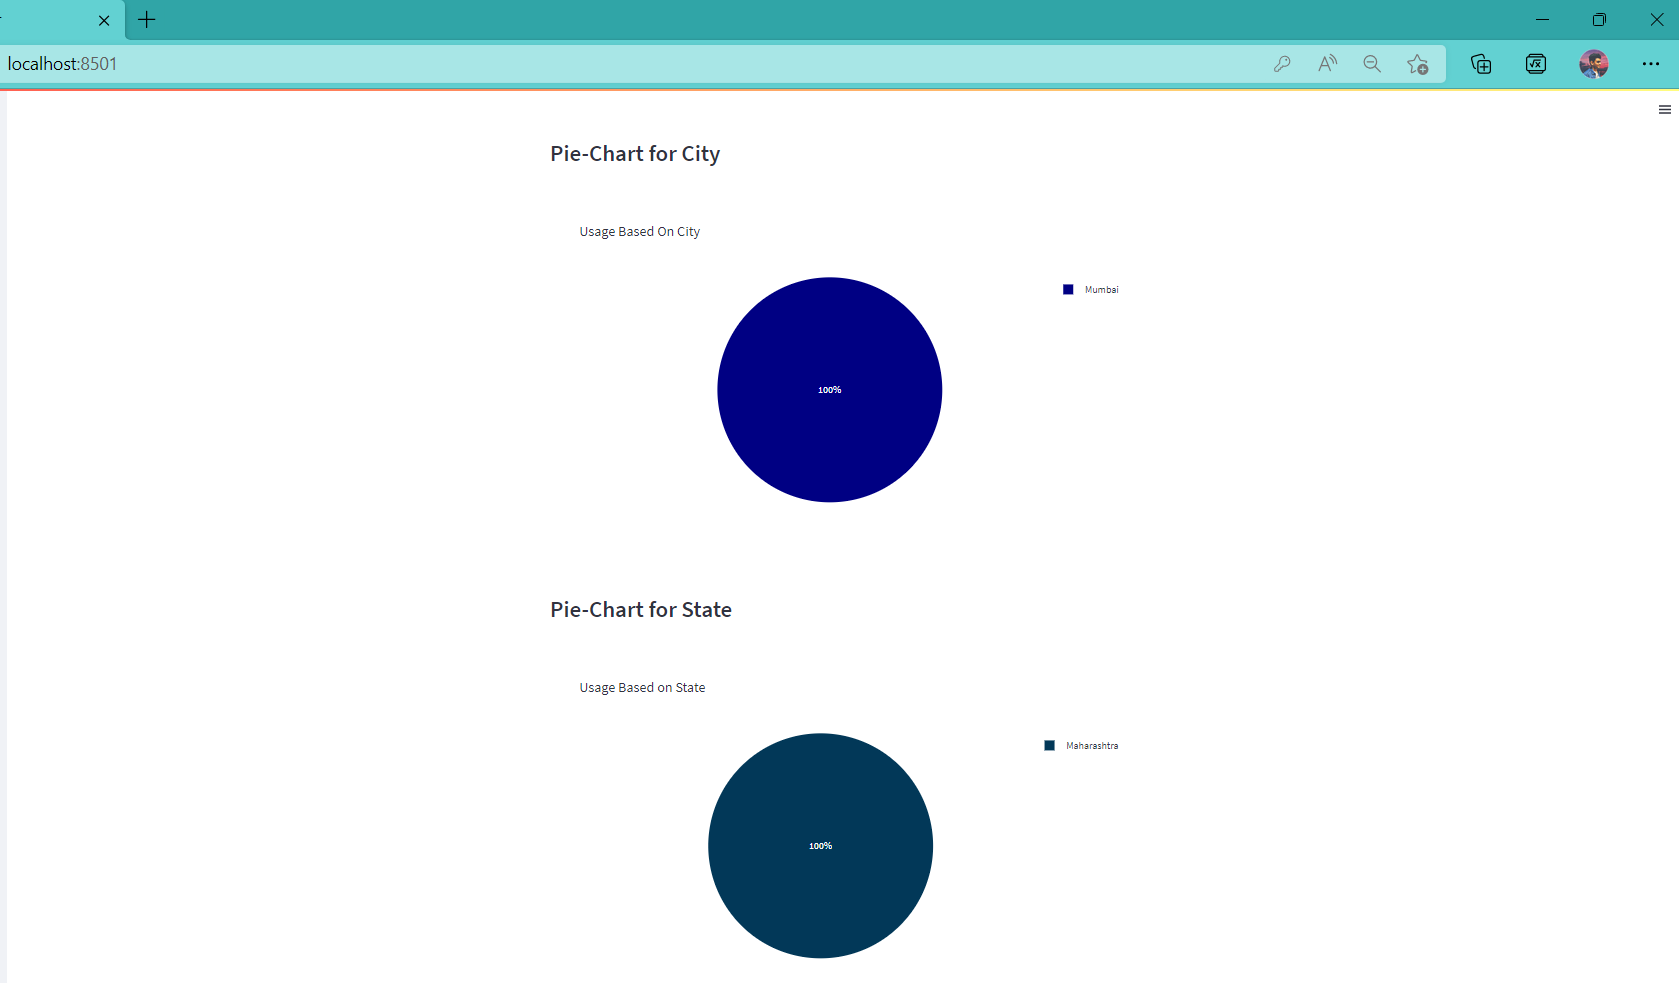 localhost:8501
Pie-Chart for City
Usage Based On City
Mumbai
100%
Pie-Chart for State
Usage Based on State
Maharashtra
100%